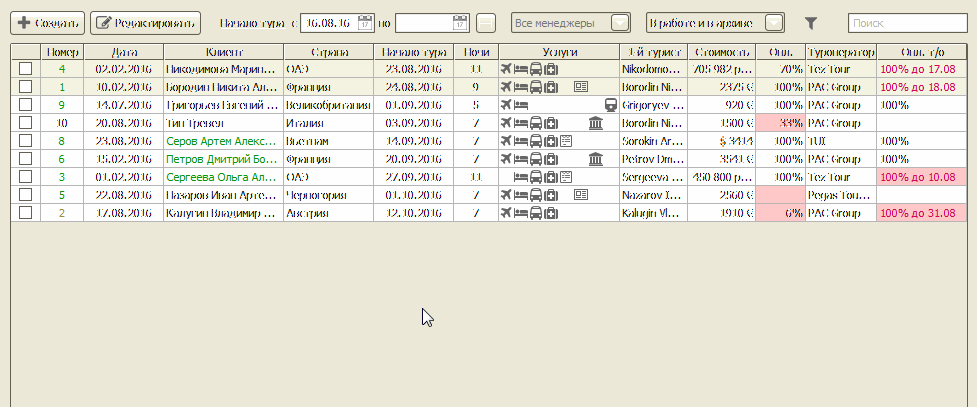 Создать Редактировать Начало тура с 16.08.16 по Все менеджеры В работе и в архиве Поиск
Номер Дата Клиент Страна Начало тура Ночи Услуги 1-й турист Стоимость Опл. Туроператор Опл. т/о
4 02.02.2016 Никодимова Марин... ОАЭ 23.08.2016 11 Nikodomo... 705 982 р... 70% Tez Tour 100% до 17.08
1 10.02.2016 Бородин Никита Ал... Франция 24.08.2016 9 Borodin Ni... 2375 € 100% PAC Group 100% до 18.08
9 14.07.2016 Григорьев Евгений ... Великобритания 01.09.2016 5 Grigoryev ... 920 € 100% PAC Group 100%
10 20.08.2016 Тип Тревел Италия 03.09.2016 7 Borodin Ni... 1500 € 33% PAC Group
8 23.08.2016 Серов Артем Алекс... Вьетнам 14.09.2016 7 Sorokin Ar... $ 3414 100% TUI 100%
6 15.02.2016 Петров Дмитрий Бо... Франция 20.09.2016 7 Petrov Dm... 3541 € 100% PAC Group 100%
3 01.02.2016 Сергеева Ольга Ал... ОАЭ 27.09.2016 11 Sergeeva ... 450 800 р... 100% Tez Tour 100% до 10.08
5 22.08.2016 Назаров Иван Арте... Черногория 01.10.2016 7 Nazarov I... 2560 € Pegas Tou...
2 17.08.2016 Калугин Владимир ... Австрия 12.10.2016 7 Kalugin Vl... 1910 € 6% PAC Group 100% до 31.08